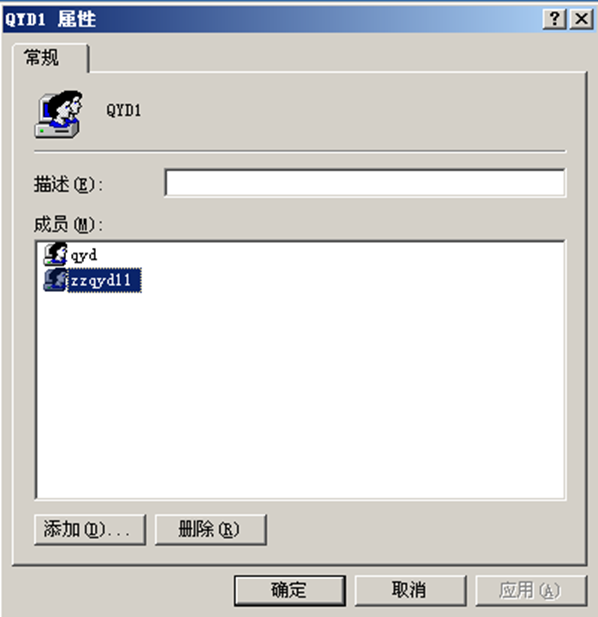 QYD1 属性
常规
QYD1
描述(E):
成员(M):
qyd
zzqyd11
添加(D)... 删除(R)
确定 取消 应用(A)